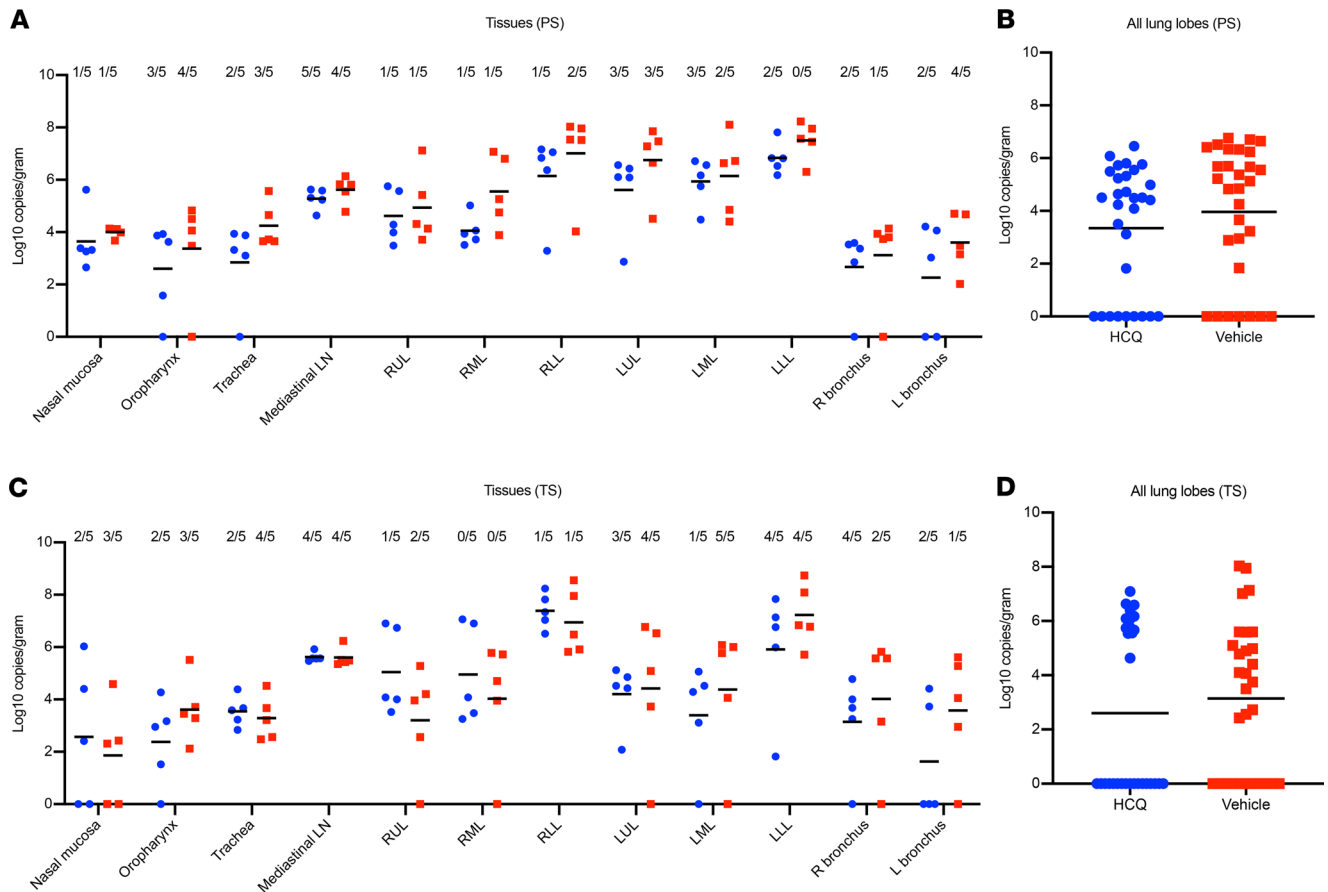 A
Tissues (PS)
1/5 1/5 3/5 4/5 2/5 3/5 5/5 4/5 1/5 1/5 1/5 1/5 1/5 2/5 3/5 3/5 3/5 2/5 2/5 0/5 2/5 1/5 2/5 4/5
Log10 copies/gram
10
8
6
4
2
0
Nasal mucosa
Oropharynx
Trachea
Mediastinal LN
RUL
RML
RLL
LUL
LML
LLL
R bronchus
L bronchus
B
All lung lobes (PS)
Log10 copies/gram
10
8
6
4
2
0
HCQ Vehicle
C
Tissues (TS)
2/5 3/5 2/5 3/5 2/5 4/5 4/5 4/5 1/5 2/5 0/5 0/5 1/5 1/5 3/5 4/5 1/5 5/5 4/5 4/5 4/5 2/5 2/5 1/5
Log10 copies/gram
10
8
6
4
2
0
Nasal mucosa
Oropharynx
Trachea
Mediastinal LN
RUL
RML
RLL
LUL
LML
LLL
R bronchus
L bronchus
D
All lung lobes (TS)
Log10 copies/gram
10
8
6
4
2
0
HCQ Vehicle